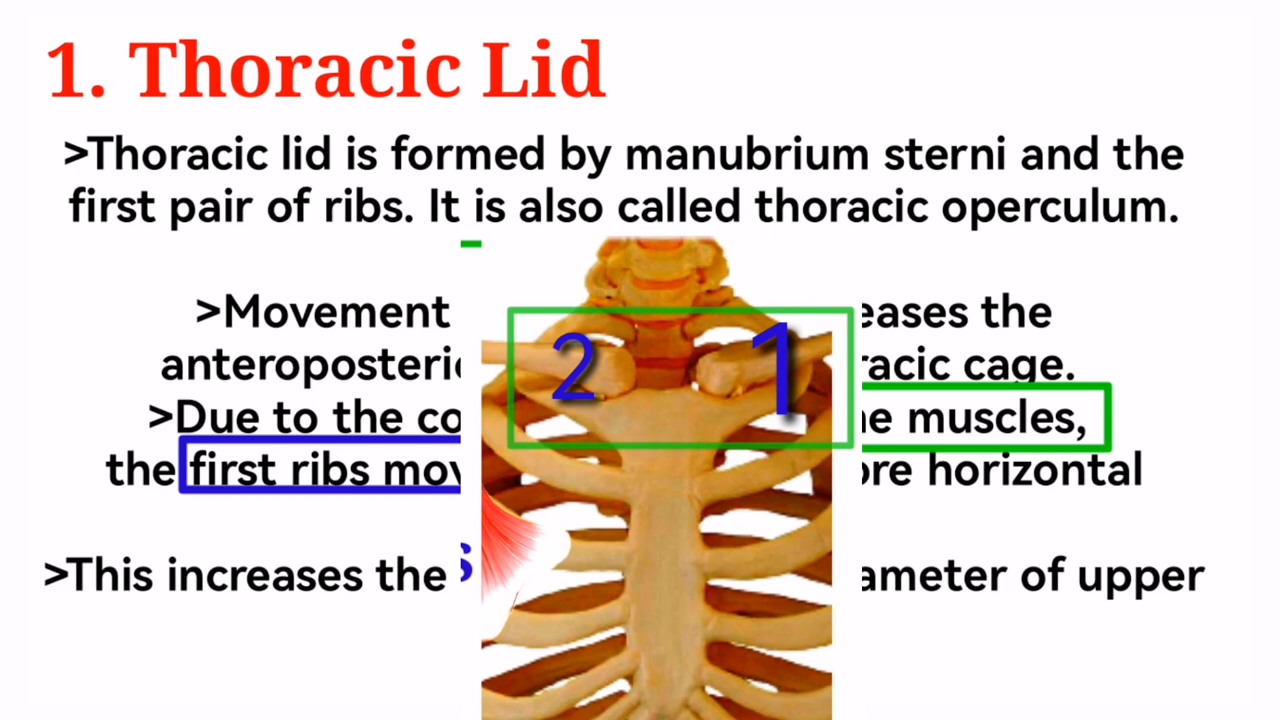 1. Thoracic Lid
>Thoracic lid is formed by manubrium sterni and the
first pair of ribs. It is also called thoracic operculum.
>Movement eases the
anteroposteri racic cage.
2 1
>Due to the co e muscles,
the first ribs mov ore horizontal
>This increases the s ameter of upper